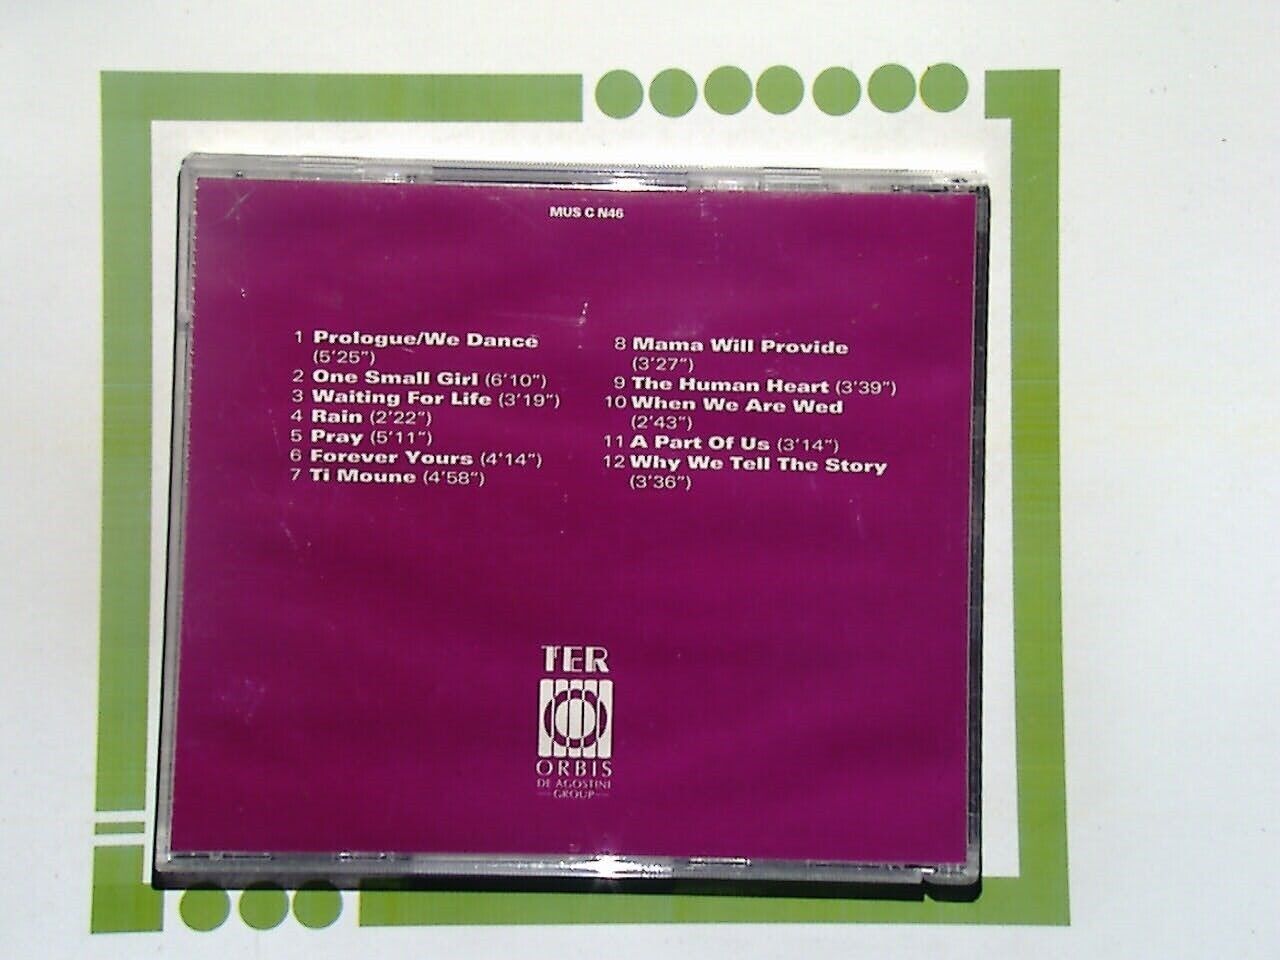 MUS C N46
1 Prologue/We Dance
(5'25")
2 One Small Girl (6'10")
3 Waiting For Life (3'19")
4 Rain (2'22")
5 Pray (5'11")
6 Forever Yours (4'14")
7 Ti Moune (4'58")
8 Mama Will Provide
(3'27")
9 The Human Heart (3'39")
10 When We Are Wed
(2'43")
11 A Part Of Us (3'14")
12 Why We Tell The Story
(3'36")
TER
ORBIS
DE AGOSTINI
GROUP